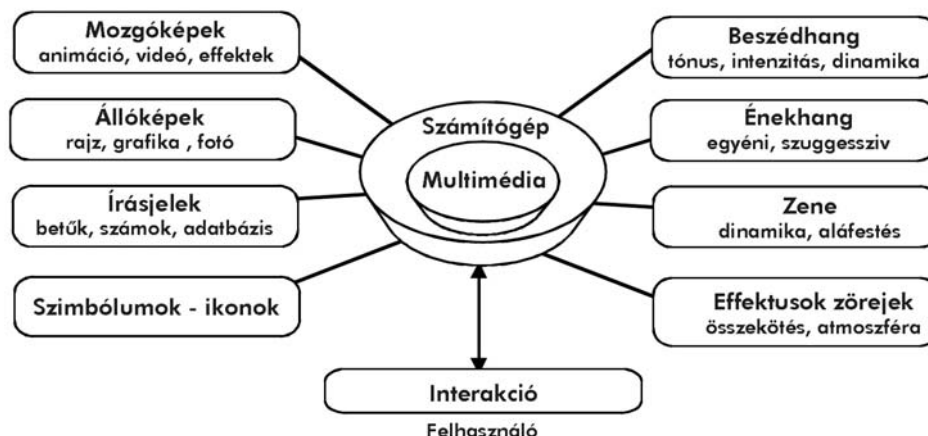 Mozgóképek
animáció, videó, effektek
Állóképek
rajz, grafika , fotó
Írásjelek
betűk, számok, adatbázis
Szimbólumok - ikonok
Számítógép
Multimédia
Beszédhang
tónus, intenzitás, dinamika
Énekhang
egyéni, szuggessziv
Zene
dinamika, aláfestés
Effektusok zörejek
összekötés, atmoszféra
Interakció
Felhasználó